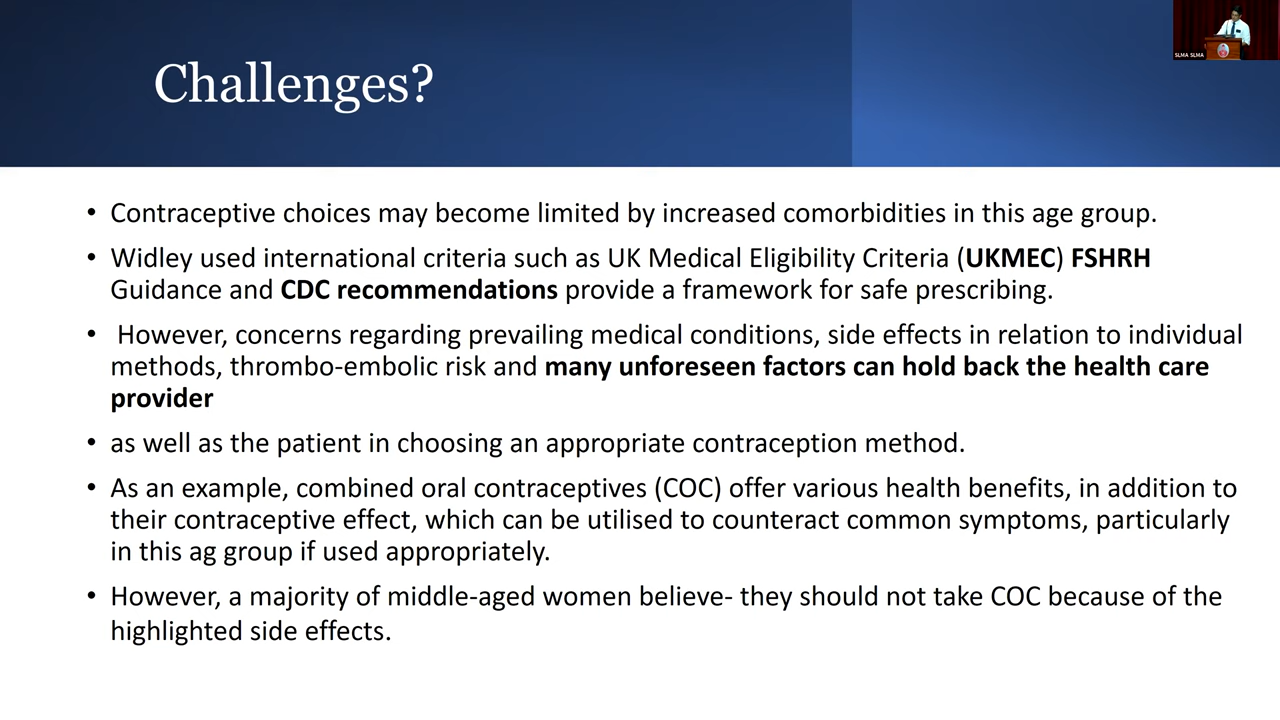 SLMA SLMA
Challenges?
• Contraceptive choices may become limited by increased comorbidities in this age group.
• Widley used international criteria such as UK Medical Eligibility Criteria (UKMEC) FSHRH
Guidance and CDC recommendations provide a framework for safe prescribing.
• However, concerns regarding prevailing medical conditions, side effects in relation to individual
methods, thrombo-embolic risk and many unforeseen factors can hold back the health care
provider
• as well as the patient in choosing an appropriate contraception method.
• As an example, combined oral contraceptives (COC) offer various health benefits, in addition to
their contraceptive effect, which can be utilised to counteract common symptoms, particularly
in this ag group if used appropriately.
• However, a majority of middle-aged women believe- they should not take COC because of the
highlighted side effects.